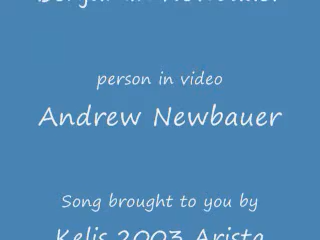 person in video
Andrew Newbauer
Song brought to you by
Kelis 2003 Arista